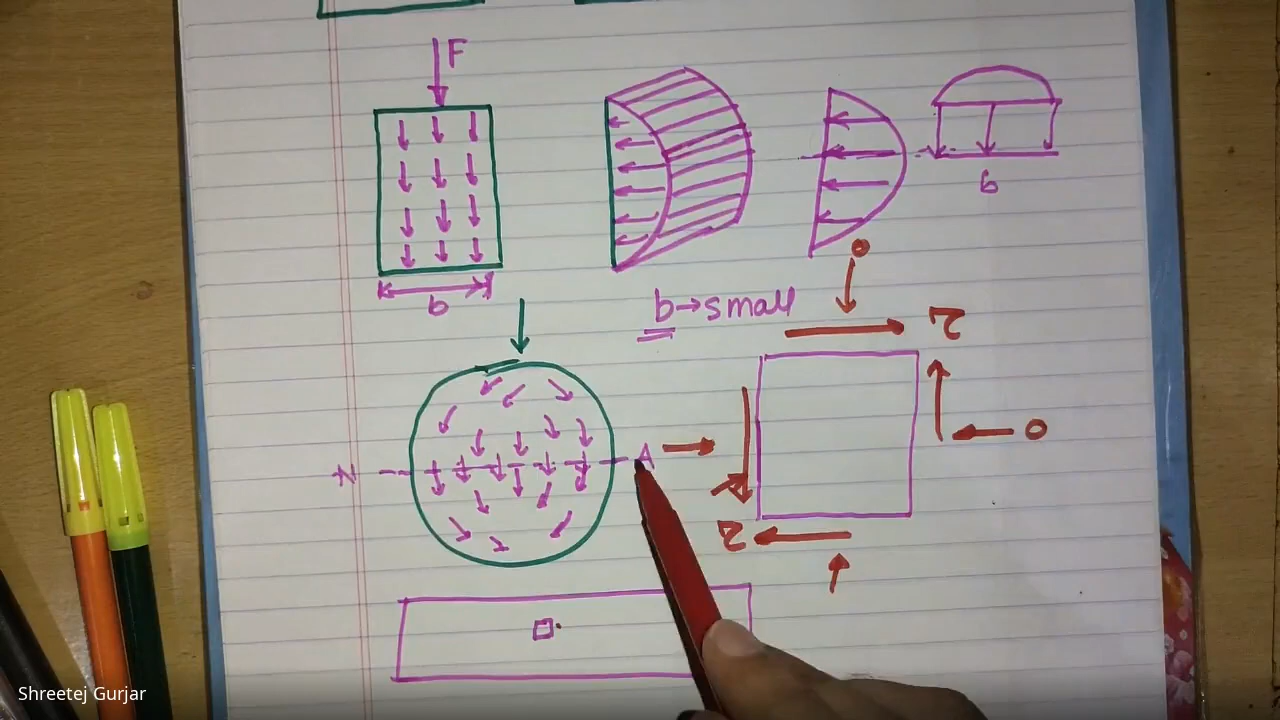 F
b
b
b→small
τ
N
A
τ
Shreetej Gurjar